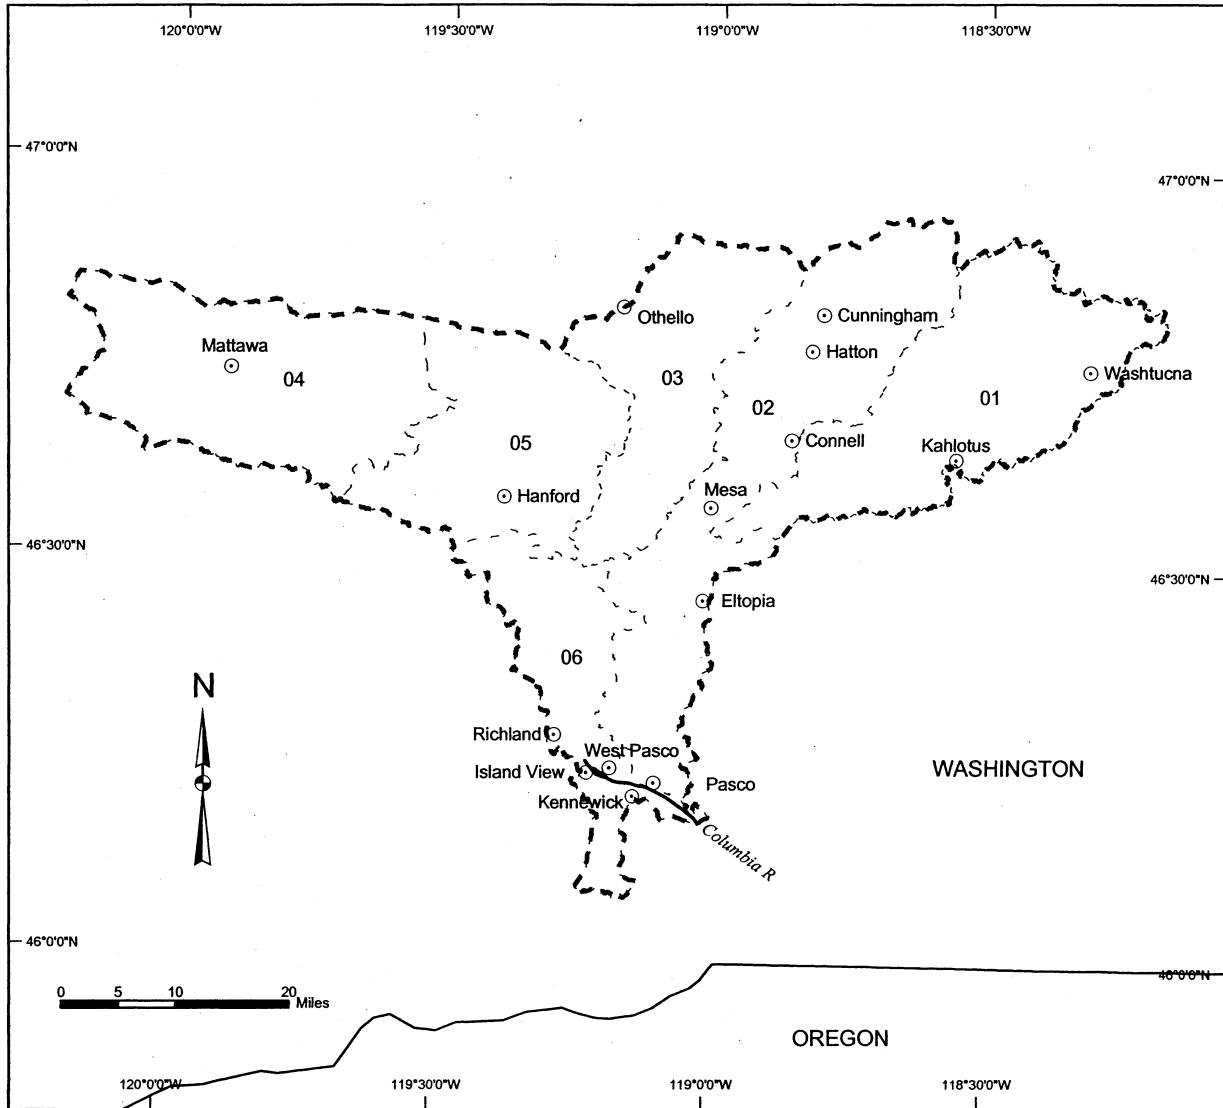 120°0'0"W
119°30'0"W
119°0'0"W
118°30'0"W
47°0'0"N
47°0'0"N
Othello
Cunningham
Mattawa
Hatton
04
03
Washtucna
01
02
05
Connell
Kahlotus
Hanford
Mesa
46°30'0"N
46°30'0"N
Eltopia
06
N
Richland
West Pasco
Island View
WASHINGTON
Pasco
Kennewick
Columbia R
46°0'0"N
46°0'0"N
0 5 10 20
Miles
OREGON
120°0'0"W
119°30'0"W
119°0'0"W
118°30'0"W